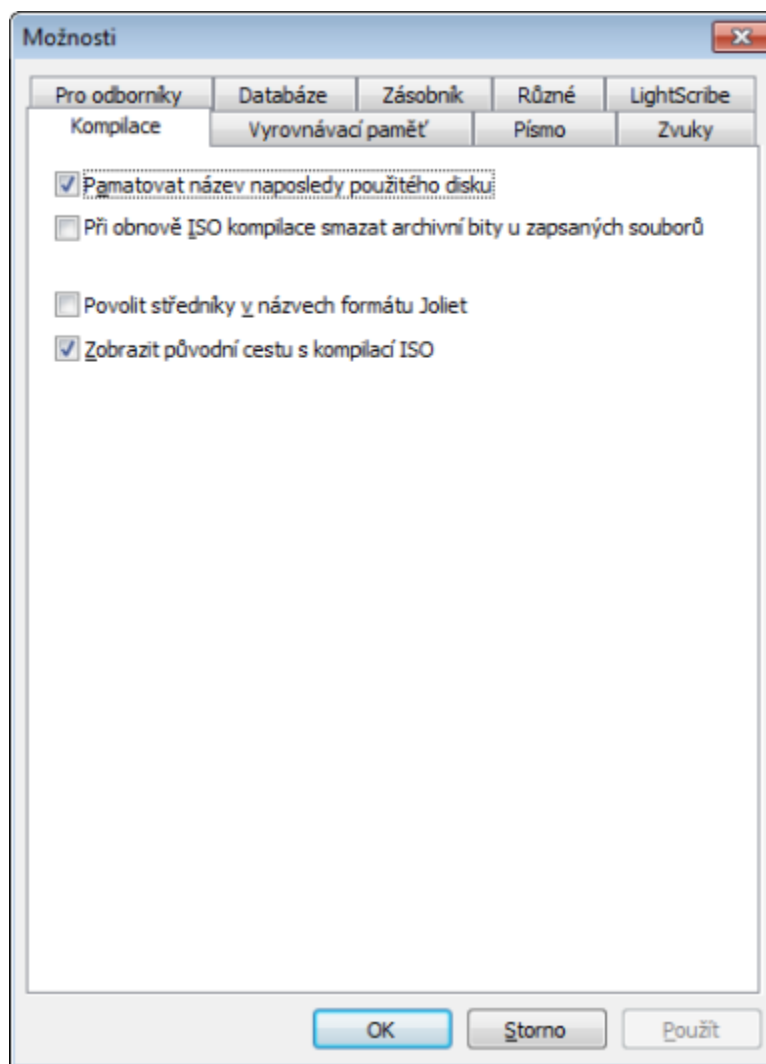 Možnosti
Pro odborníky Databáze Zásobník Různé LightScribe
Kompilace Vyrovnávací paměť Písmo Zvuky
Pamatovat název naposledy použitého disku
Při obnově ISO kompilace smazat archivní bity u zapsaných souborů
Povolit středníky v názvech formátu Joliet
Zobrazit původní cestu s kompilací ISO
OK Storno Použít